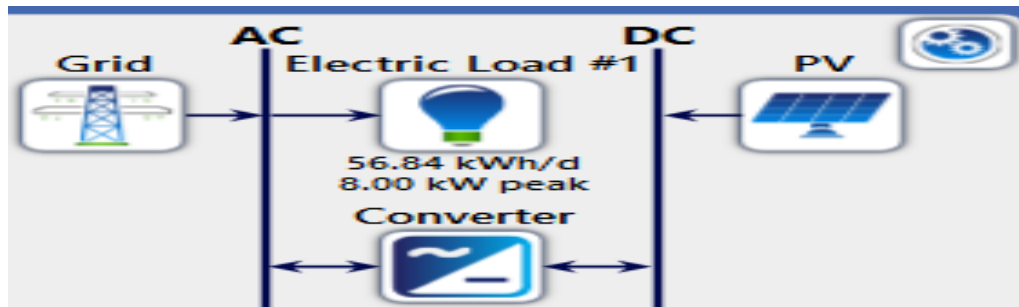 AC DC
Grid Electric Load #1 PV
56.84 kWh/d
8.00 kW peak
Converter